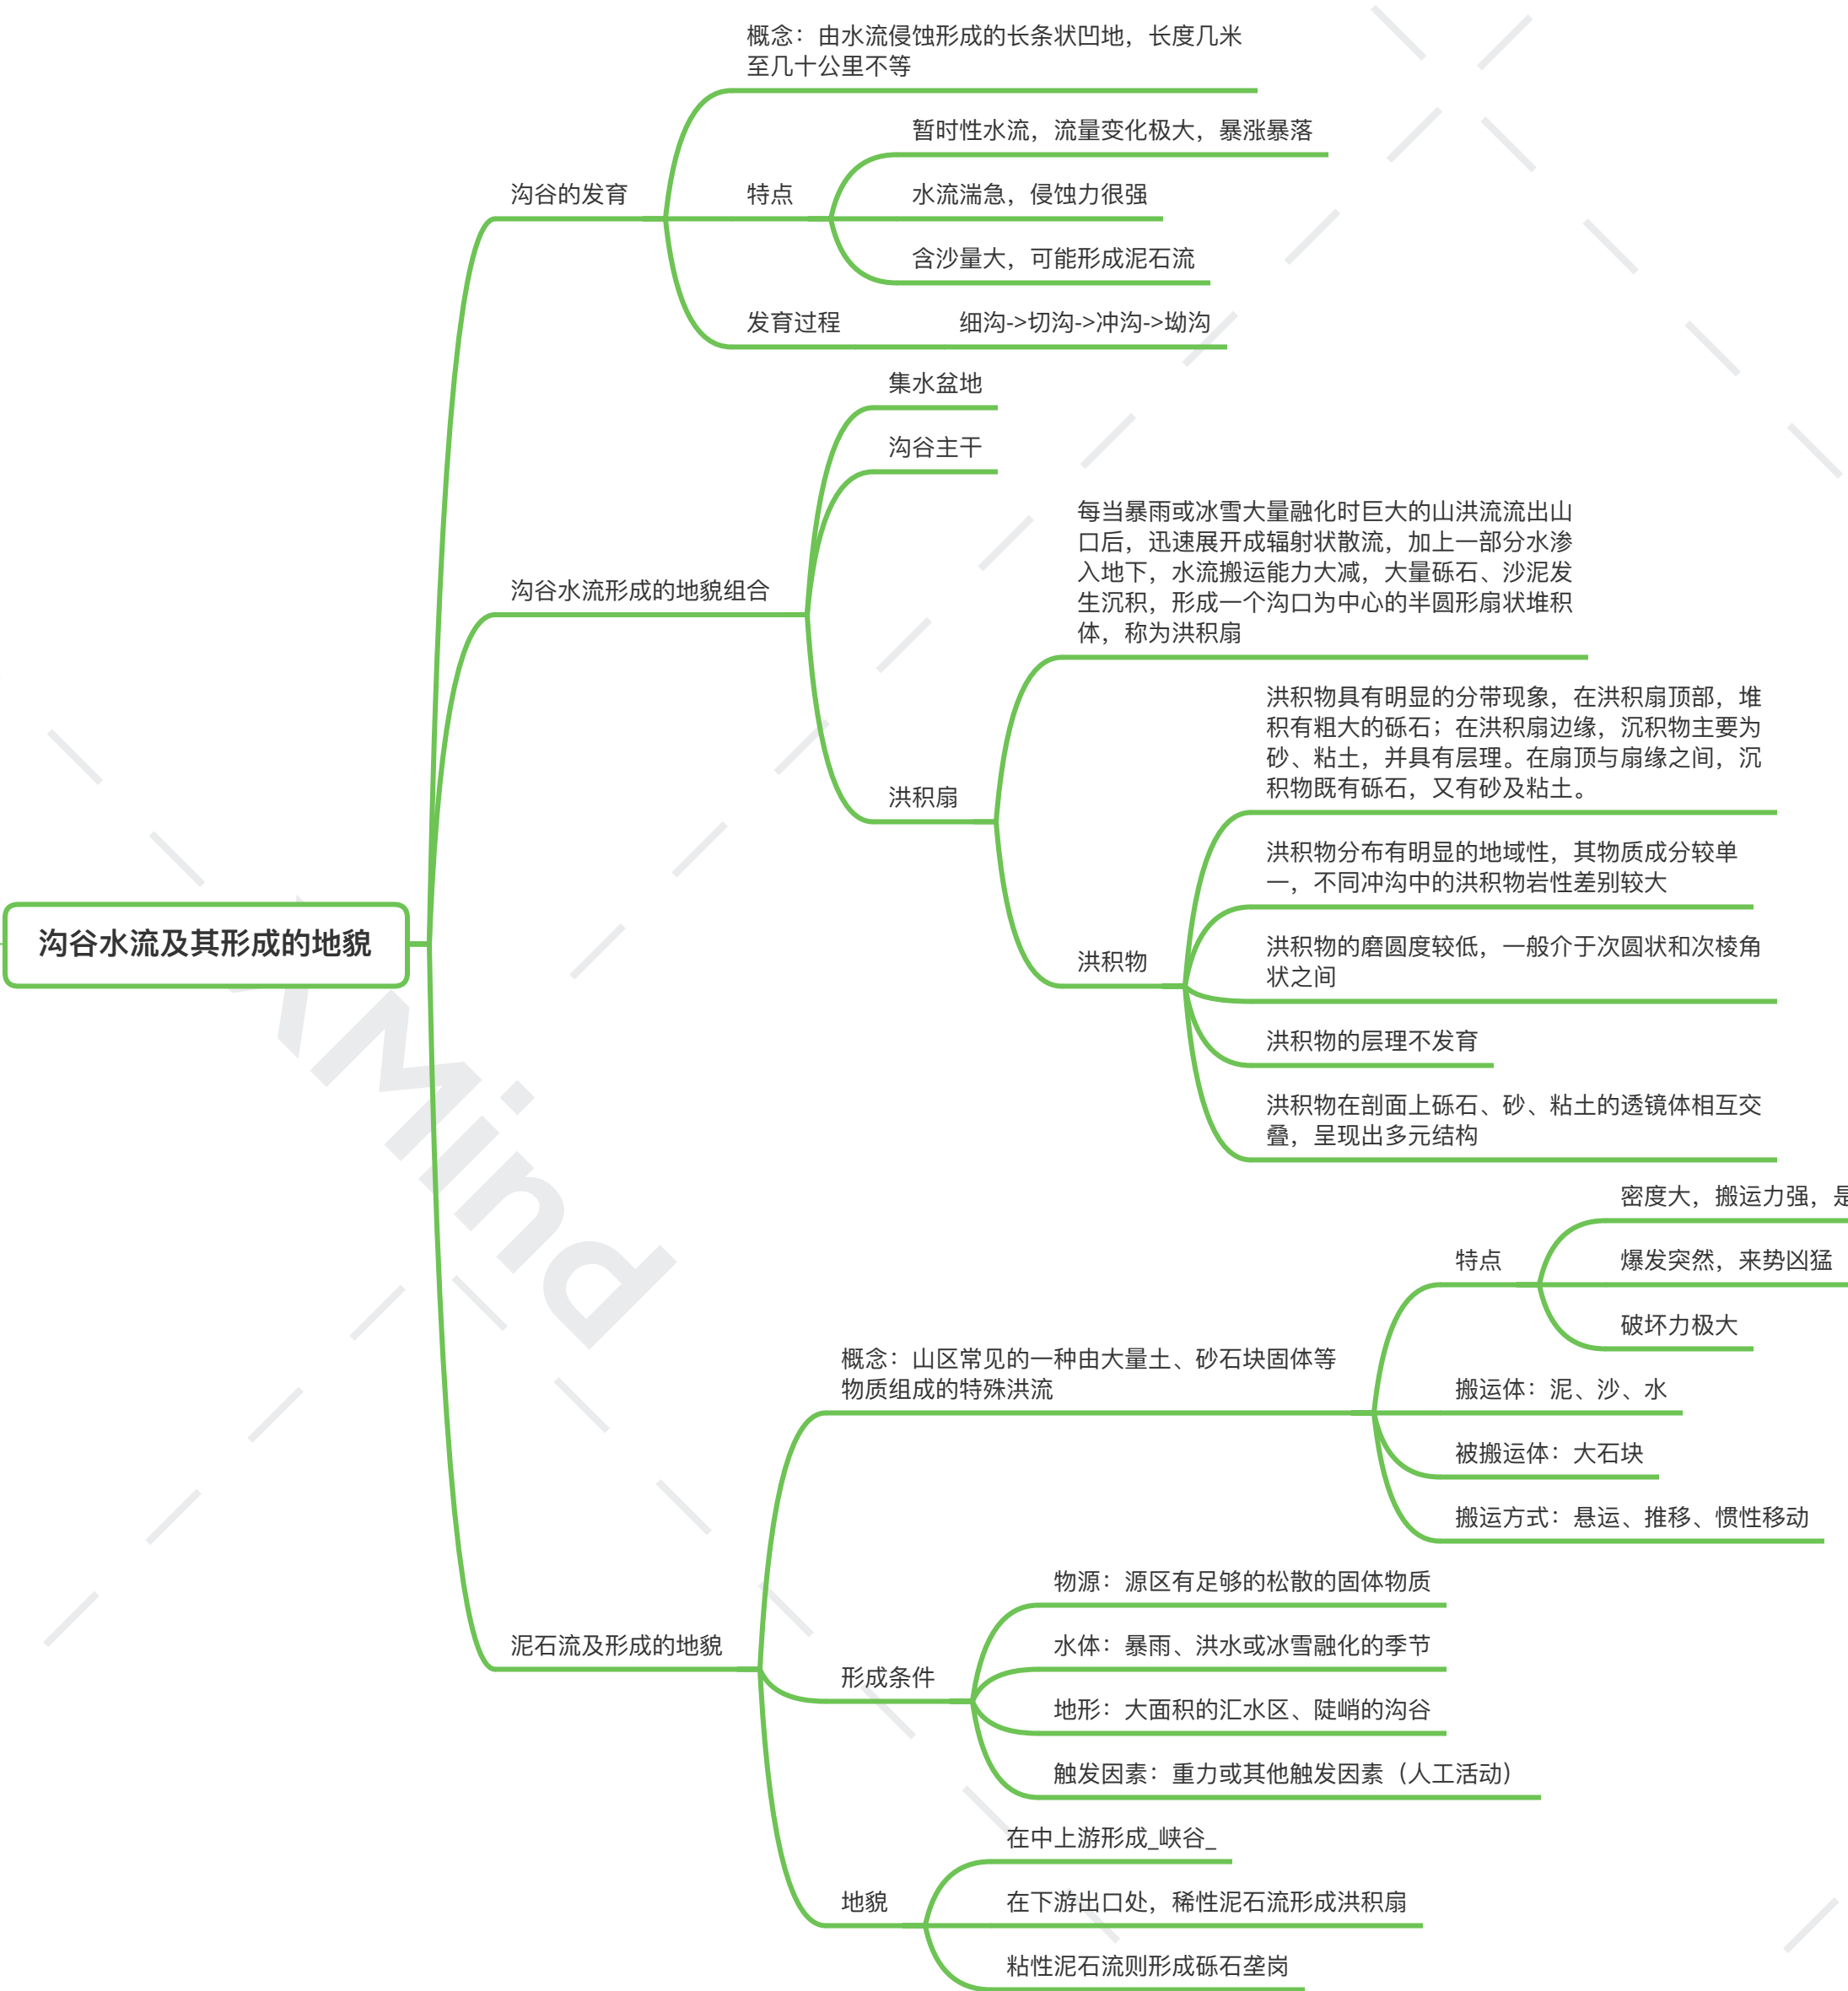 概念：由水流侵蚀形成的长条状凹地，长度几米
至几十公里不等
暂时性水流，流量变化极大，暴涨暴落
沟谷的发育
特点
水流湍急，侵蚀力很强
含沙量大，可能形成泥石流
发育过程
细沟->切沟->冲沟->坳沟
集水盆地
沟谷主干
每当暴雨或冰雪大量融化时巨大的山洪流流出山
口后，迅速展开成辐射状散流，加上一部分水渗
入地下，水流搬运能力大减，大量砾石、沙泥发
生沉积，形成一个沟口为中心的半圆形扇状堆积
体，称为洪积扇
沟谷水流形成的地貌组合
洪积物具有明显的分带现象，在洪积扇顶部，堆
积有粗大的砾石；在洪积扇边缘，沉积物主要为
砂、粘土，并具有层理。在扇顶与扇缘之间，沉
积物既有砾石，又有砂及粘土。
洪积扇
洪积物分布有明显的地域性，其物质成分较单
一，不同冲沟中的洪积物岩性差别较大
沟谷水流及其形成的地貌
洪积物
洪积物的磨圆度较低，一般介于次圆状和次棱角
状之间
洪积物的层理不发育
洪积物在剖面上砾石、砂、粘土的透镜体相互交
叠，呈现出多元结构
XMind
密度大，搬运力强，是
特点
爆发突然，来势凶猛
破坏力极大
概念：山区常见的一种由大量土、砂石块固体等
物质组成的特殊洪流
搬运体：泥、沙、水
被搬运体：大石块
搬运方式：悬运、推移、惯性移动
物源：源区有足够的松散的固体物质
泥石流及形成的地貌
水体：暴雨、洪水或冰雪融化的季节
形成条件
地形：大面积的汇水区、陡峭的沟谷
触发因素：重力或其他触发因素（人工活动）
在中上游形成_峡谷_
地貌
在下游出口处，稀性泥石流形成洪积扇
粘性泥石流则形成砾石垄岗